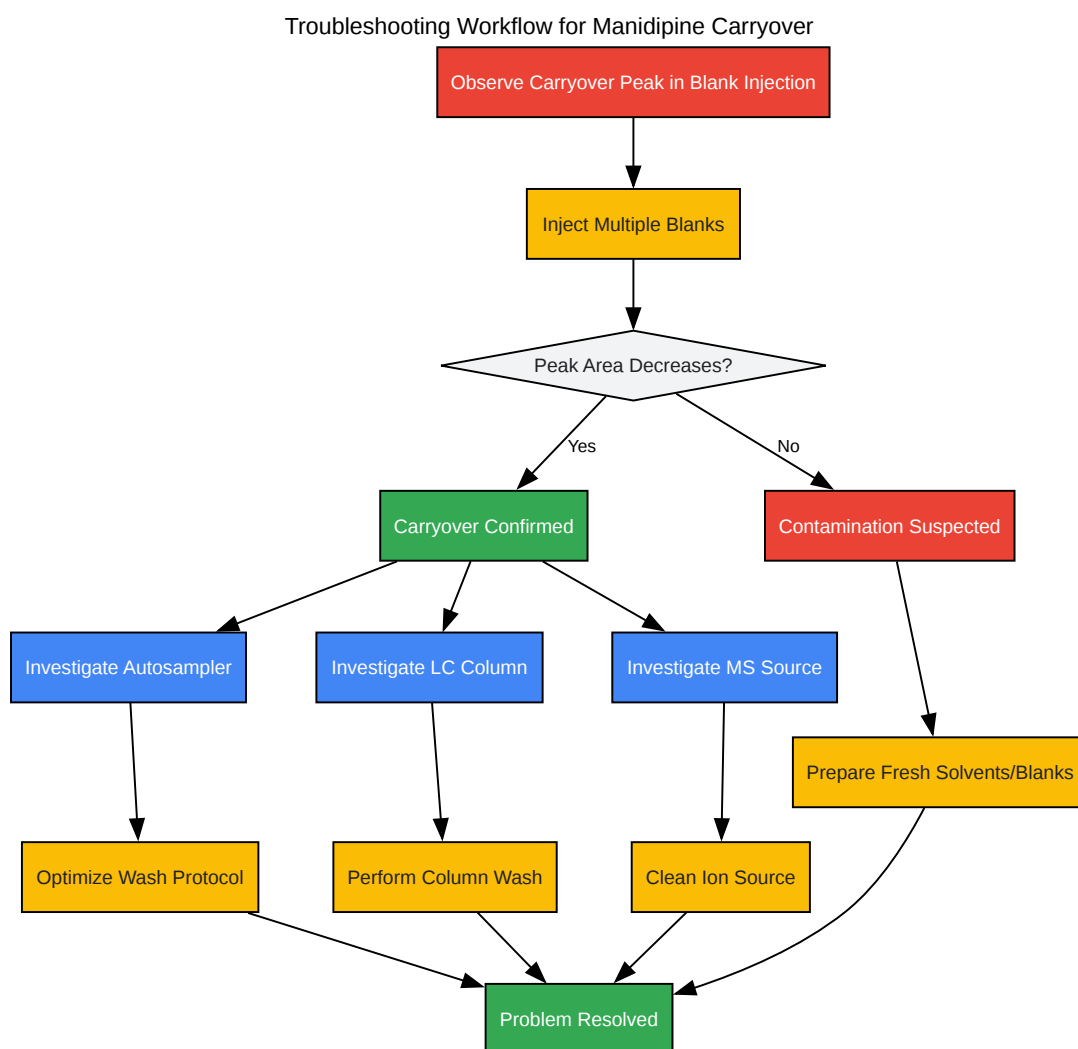 Troubleshooting Workflow for Manidipine Carryover
Observe Carryover Peak in Blank Injection
Inject Multiple Blanks
Peak Area Decreases?
Yes
No
Carryover Confirmed
Contamination Suspected
Investigate Autosampler
Investigate LC Column
Investigate MS Source
Prepare Fresh Solvents/Blanks
Optimize Wash Protocol
Perform Column Wash
Clean Ion Source
Problem Resolved